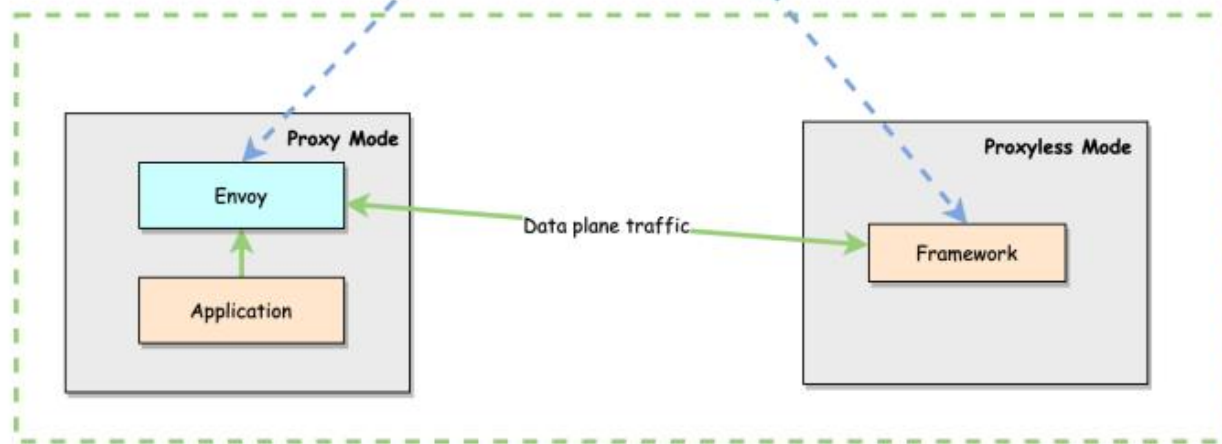 Proxy Mode
Envoy
Application
Data plane traffic
Proxyless Mode
Framework